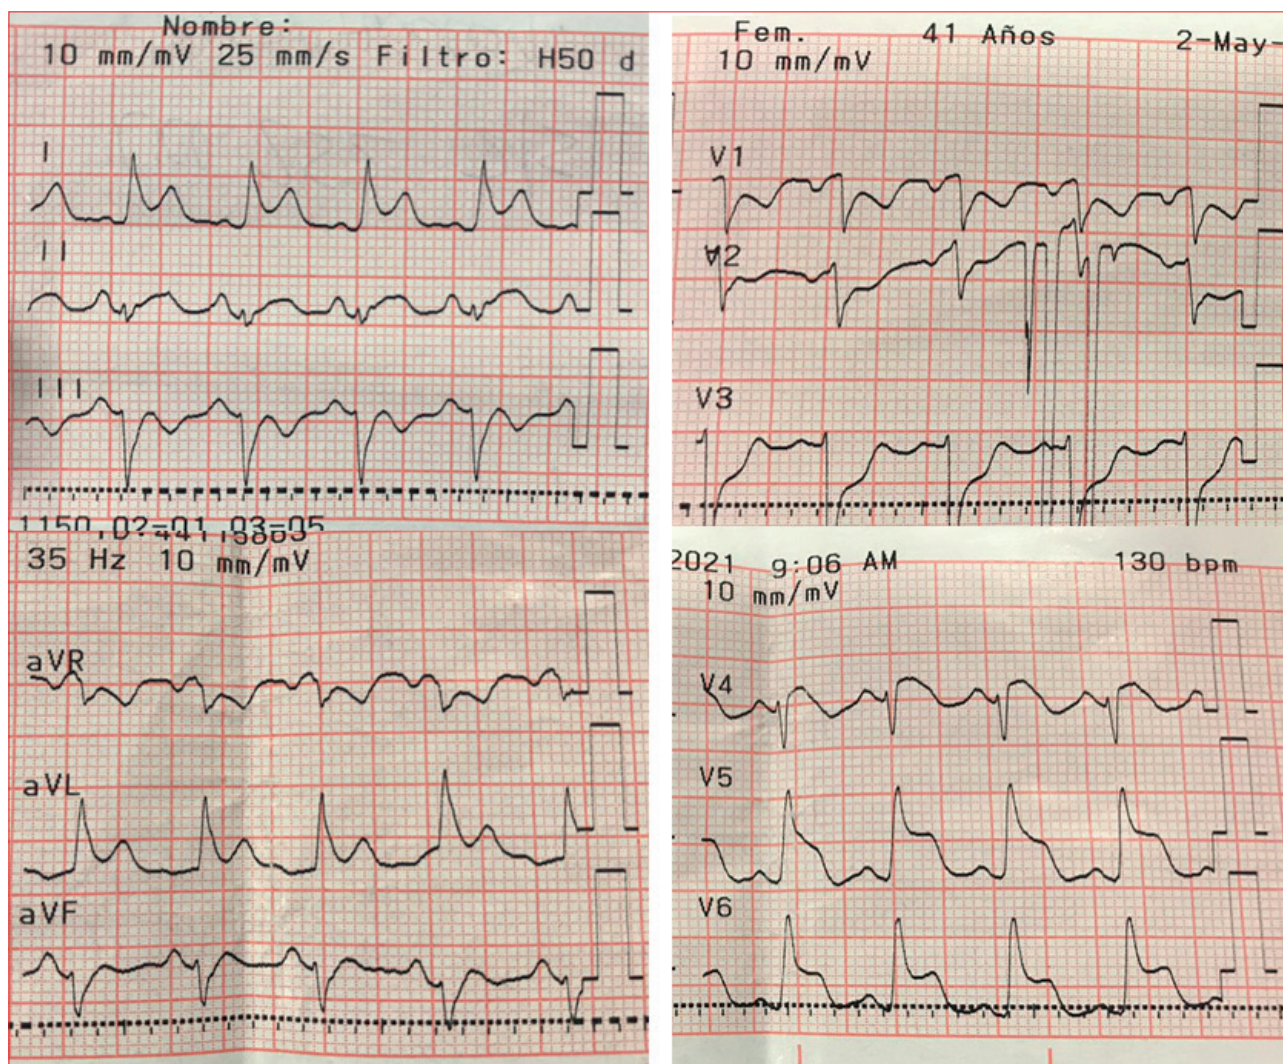 Nombre:
10 mm/mV 25 mm/s Filtro: H50 d
I
II
III
Fem. 41 Años 2-May-
10 mm/mV
V1
V2
V3
35 Hz 10 mm/mV
aVR
aVL
aVF
2021 9:06 AM 130 bpm
10 mm/mV
V4
V5
V6